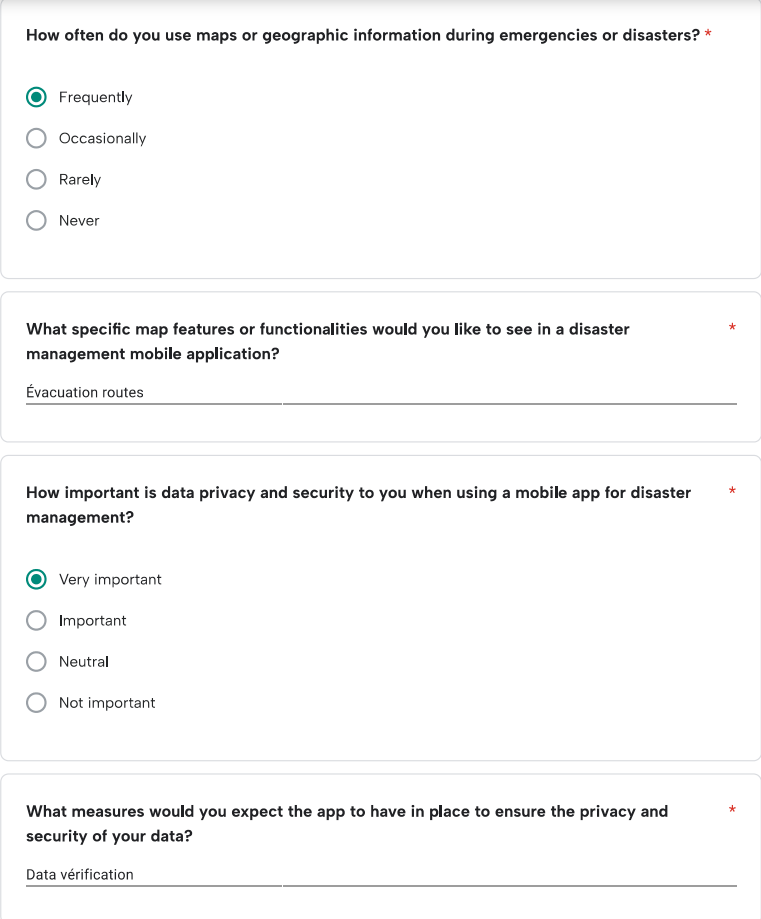 How often do you use maps or geographic information during emergencies or disasters? *
Frequently
Occasionally
Rarely
Never
What specific map features or functionalities would you like to see in a disaster *
management mobile application?
Évacuation routes
How important is data privacy and security to you when using a mobile app for disaster *
management?
Very important
Important
Neutral
Not important
What measures would you expect the app to have in place to ensure the privacy and *
security of your data?
Data vérification